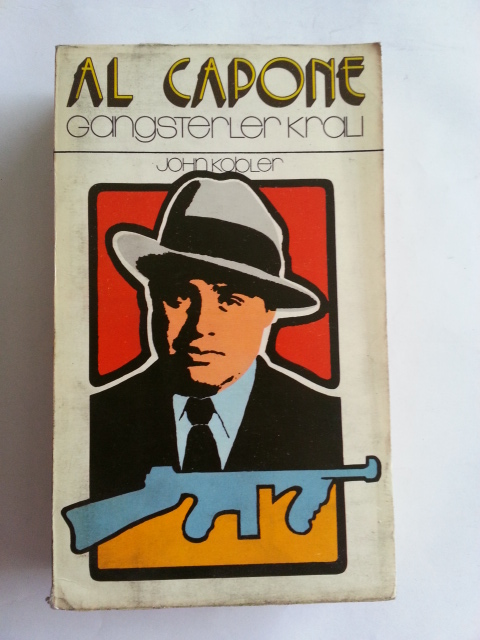 AL CAPONE
Gangsterler Kralı
John Kobler